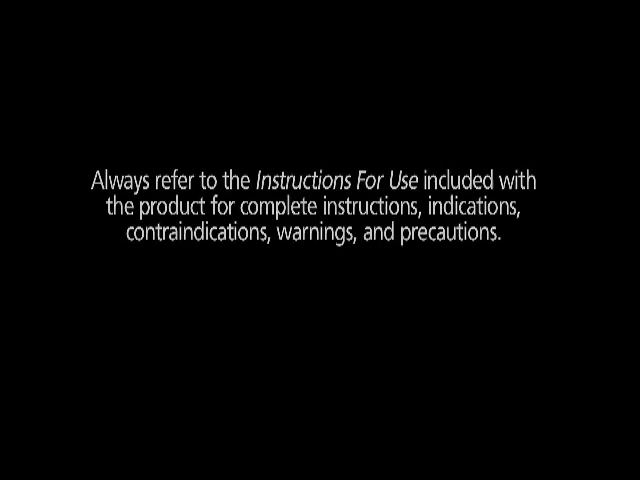 Always refer to the Instructions For Use included with
the product for complete instructions, indications,
contraindications, warnings, and precautions.